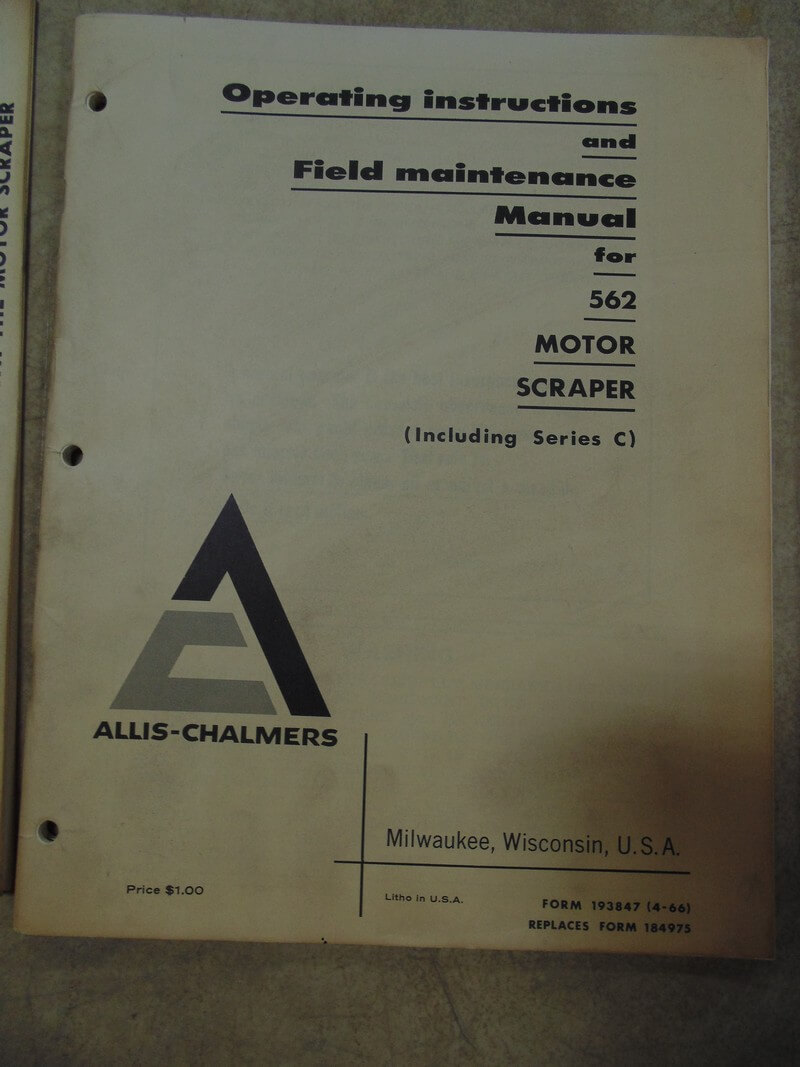 MOTOR SCRAPER
Operating instructions
and
Field maintenance
Manual
for
562
MOTOR
SCRAPER
(Including Series C)
ALLIS-CHALMERS
Milwaukee, Wisconsin, U.S.A.
Price $1.00
Litho in U.S.A.
FORM 193847 (4-66)
REPLACES FORM 184975